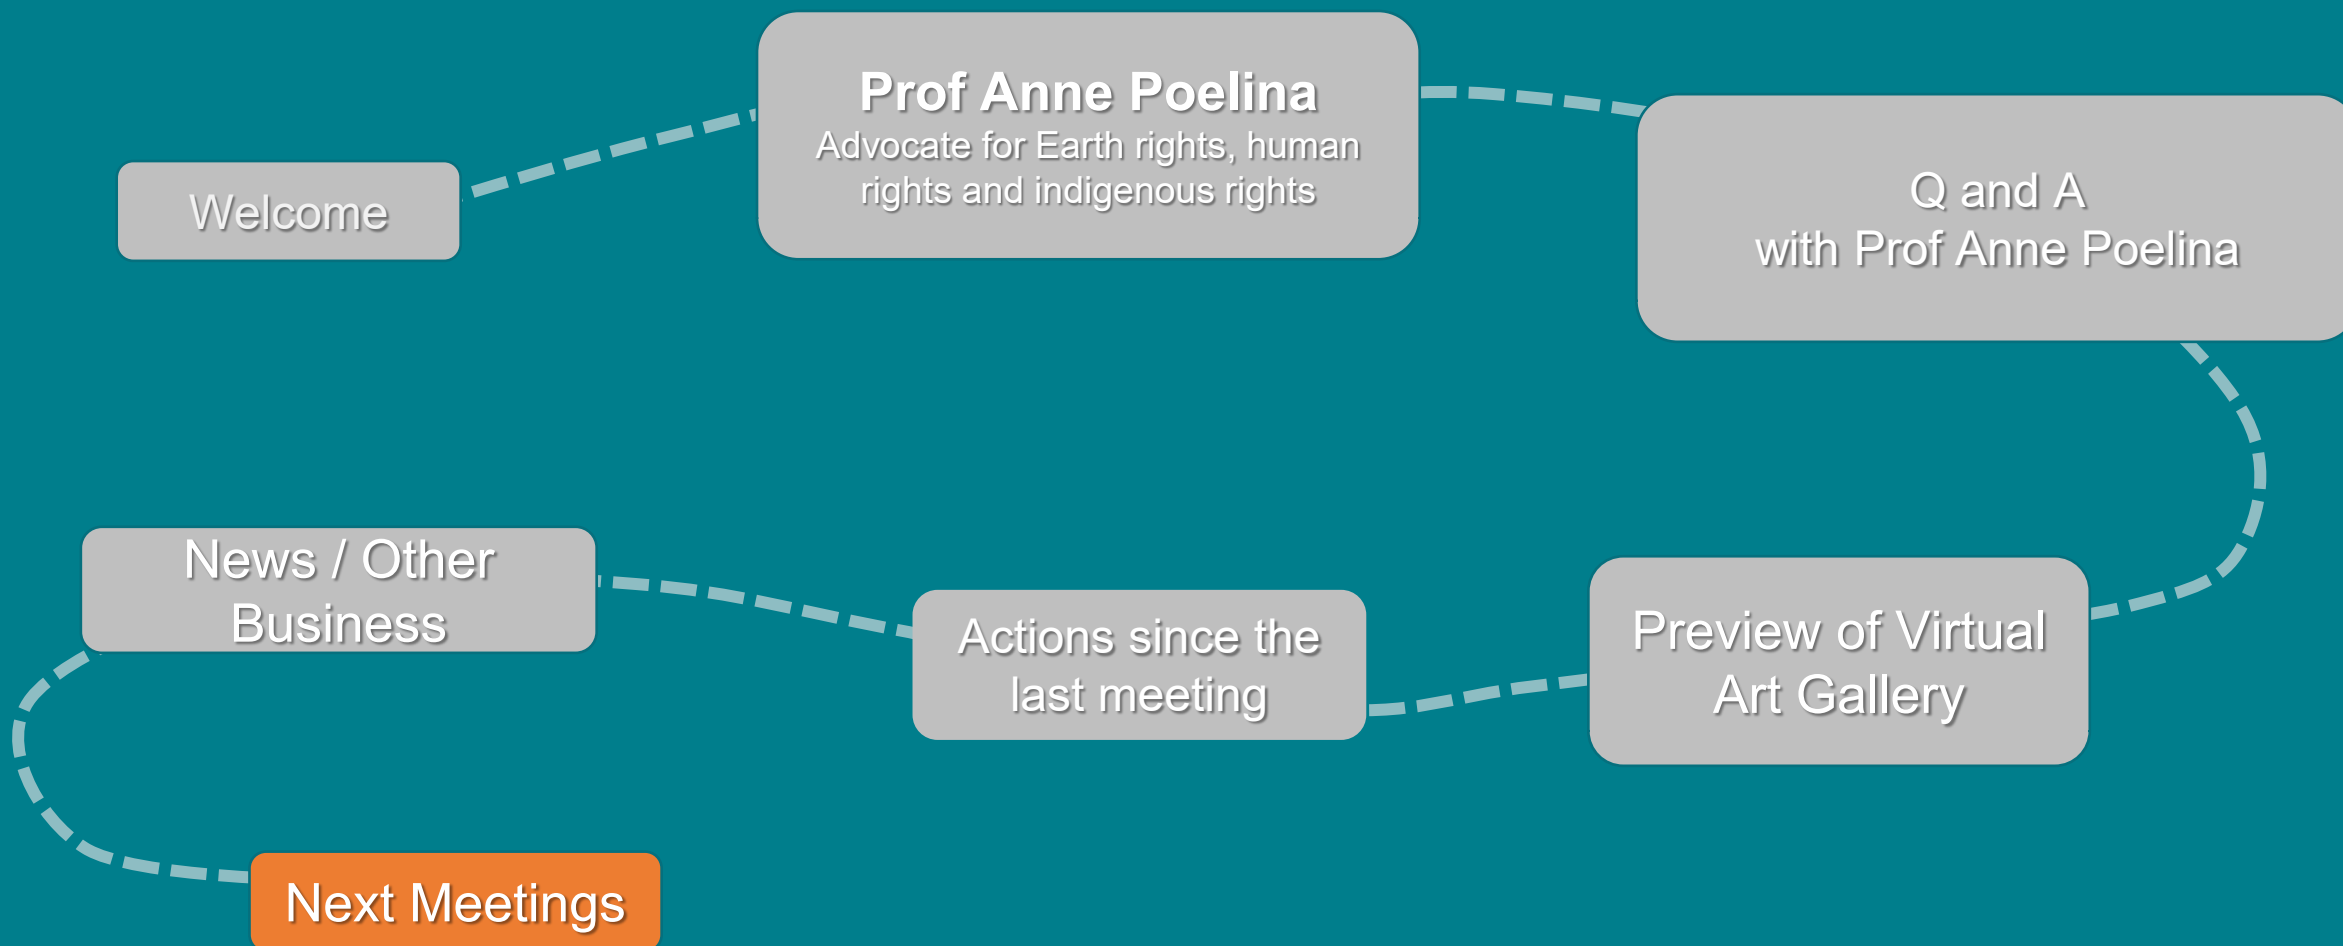 Welcome
Prof Anne Poelina
Advocate for Earth rights, human
rights and indigenous rights
Q and A
with Prof Anne Poelina
Preview of Virtual
Art Gallery
Actions since the
last meeting
News / Other
Business
Next Meetings